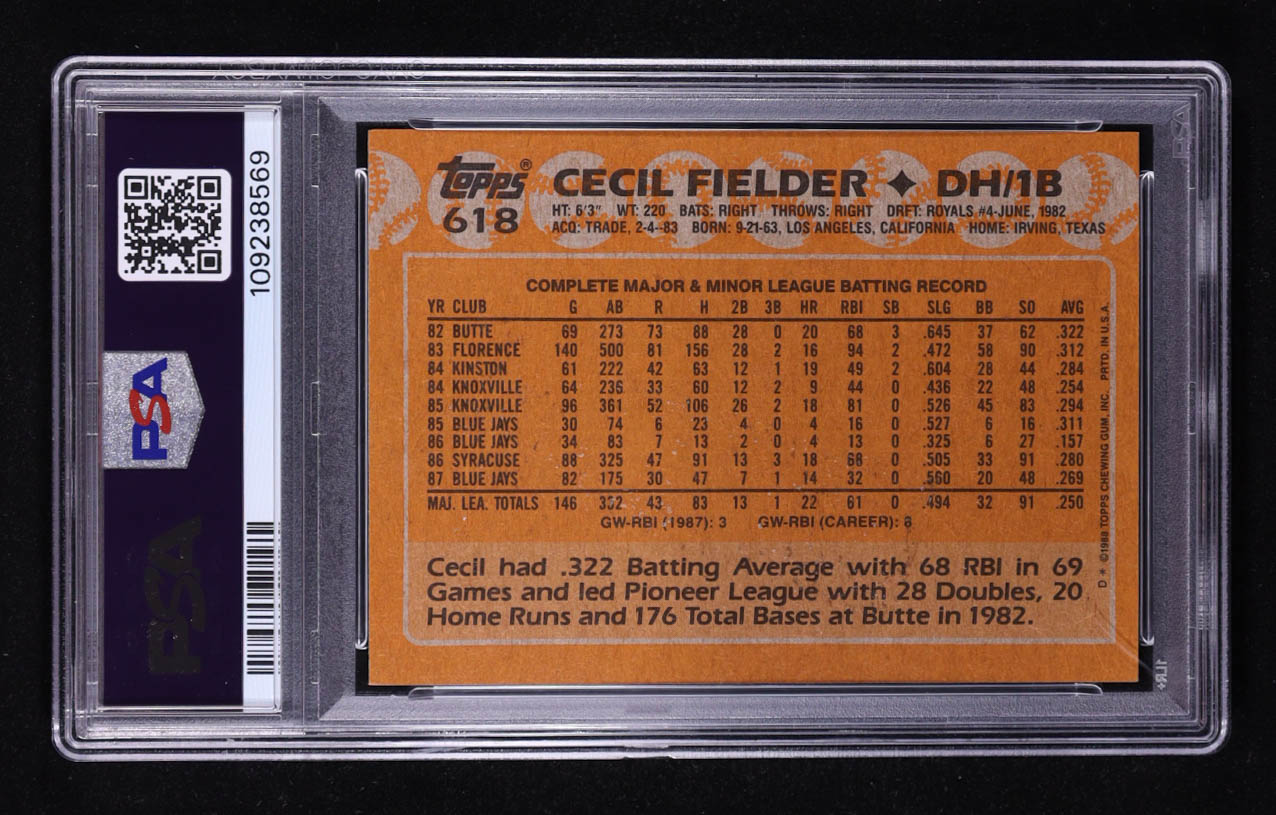 109238569
PSA
PSA
Topps®
618
CECIL FIELDER ✦ DH/1B
HT: 6'3" WT: 220 BATS: RIGHT THROWS: RIGHT DRFT: ROYALS #4-JUNE, 1982
ACQ: TRADE, 2-4-83 BORN: 9-21-63, LOS ANGELES, CALIFORNIA HOME: IRVING, TEXAS
COMPLETE MAJOR & MINOR LEAGUE BATTING RECORD
YR CLUB G AB R H 2B 3B HR RBI SB SLG BB SO AVG
82 BUTTE 69 273 73 88 28 0 20 68 3 .645 37 62 .322
83 FLORENCE 140 500 81 156 28 2 16 94 2 .472 58 90 .312
84 KINSTON 61 222 42 63 12 1 19 49 2 .604 28 44 .284
84 KNOXVILLE 64 236 33 60 12 2 9 44 0 .436 22 48 .254
85 KNOXVILLE 96 361 52 106 26 2 18 81 0 .526 45 83 .294
85 BLUE JAYS 30 74 6 23 4 0 4 16 0 .527 6 16 .311
86 BLUE JAYS 34 83 7 13 2 0 4 13 0 .325 6 27 .157
86 SYRACUSE 88 325 47 91 13 3 18 68 0 .505 33 91 .280
87 BLUE JAYS 82 175 30 47 7 1 14 32 0 .560 20 48 .269
MAJ. LEA. TOTALS 146 332 43 83 13 1 22 61 0 .494 32 91 .250
GW-RBI (1987): 3 GW-RBI (CAREER):
Cecil had .322 Batting Average with 68 RBI in 69
Games and led Pioneer League with 28 Doubles, 20
Home Runs and 176 Total Bases at Butte in 1982.
D* ©1988 TOPPS CHEWING GUM, INC. PRTD. IN U.S.A.
PSA
1LR+